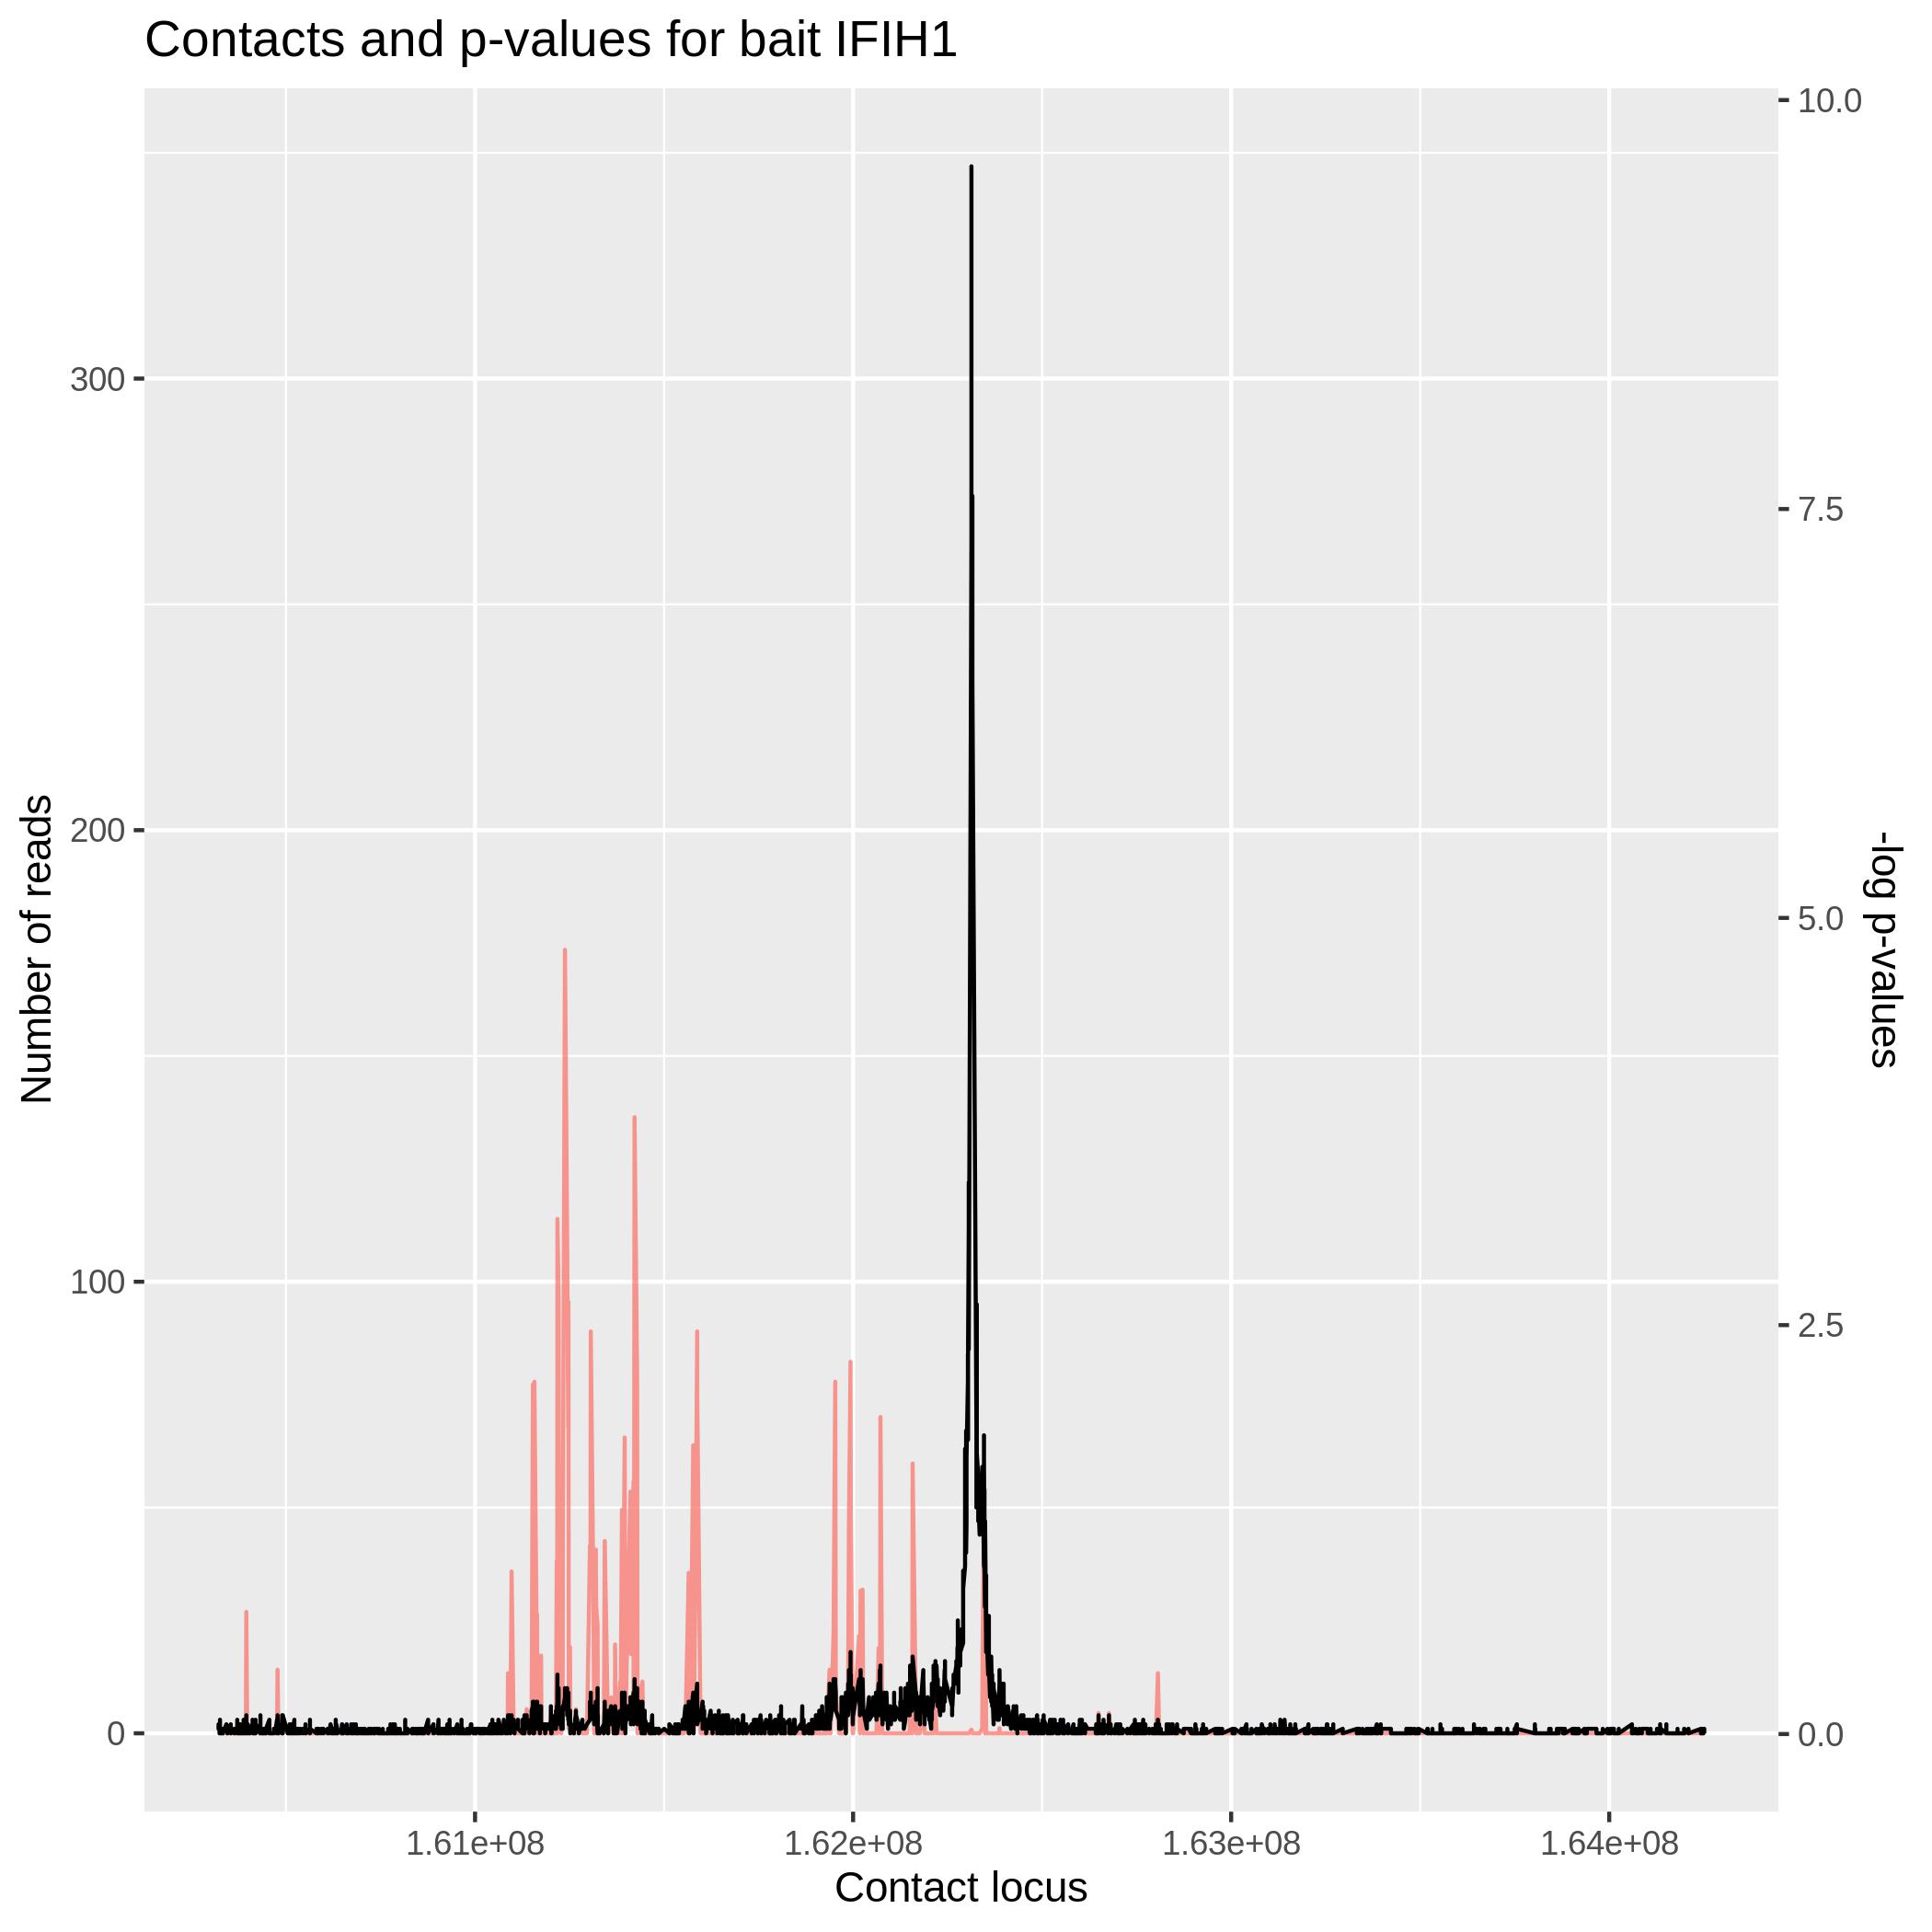 Contacts and p-values for bait IFIH1
10.0
7.5
5.0
2.5
0.0
-log p-values
300
200
100
0
Number of reads
1.61e+08
1.62e+08
1.63e+08
1.64e+08
Contact locus